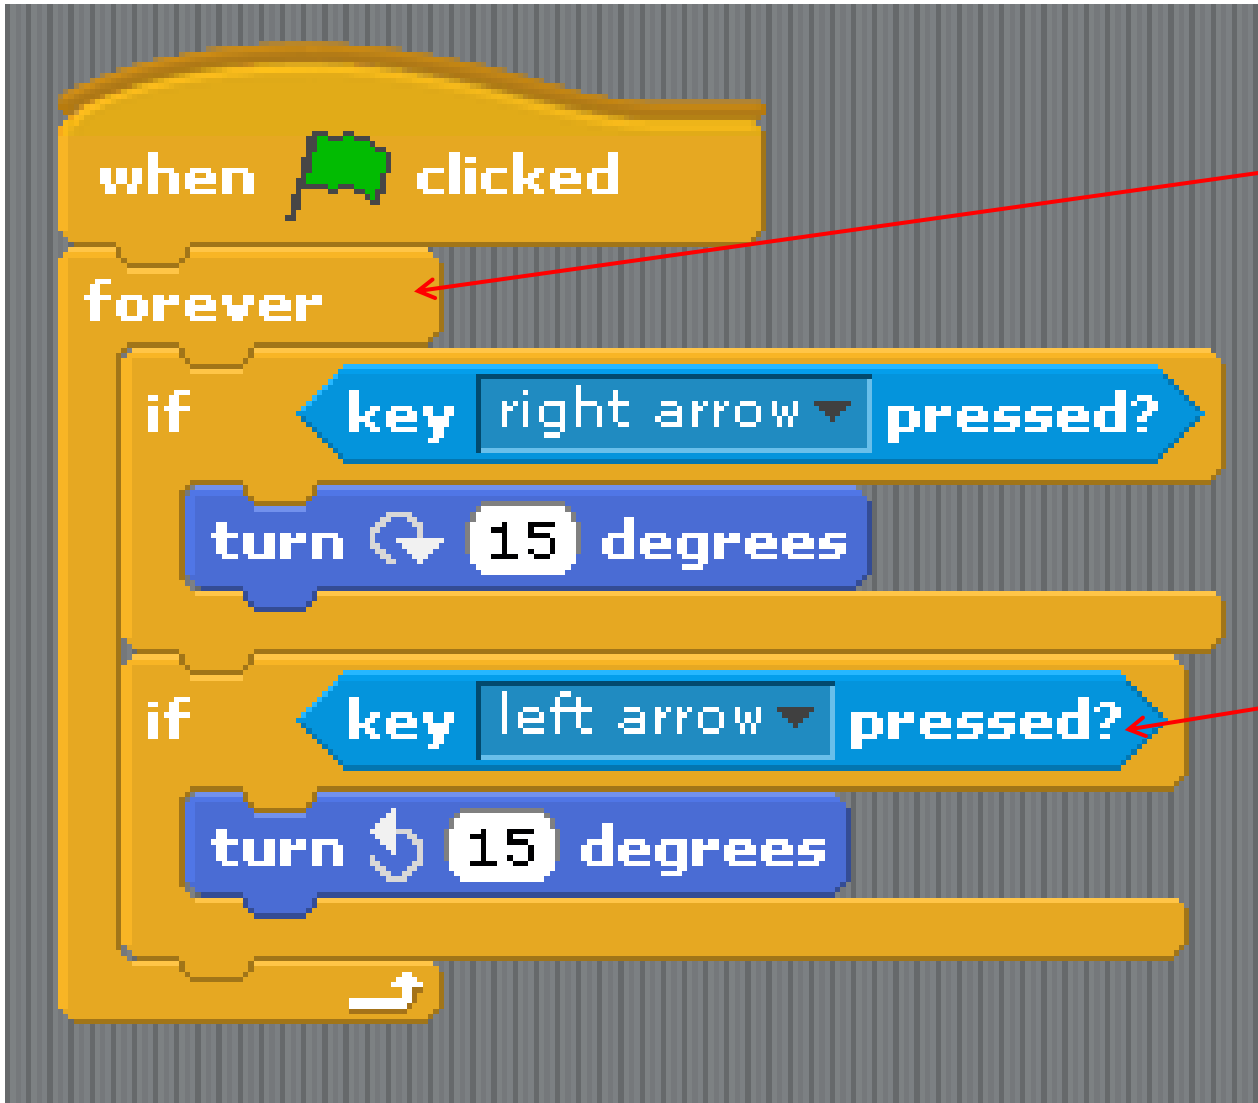 when clicked
forever
if key right arrow pressed?
turn 15 degrees
if key left arrow pressed?
turn 15 degrees